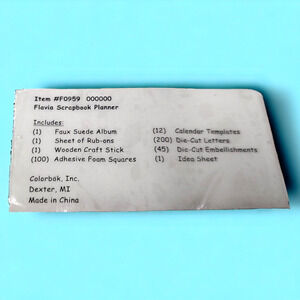 Item #F0959 000000
Flavia Scrapbook Planner
Includes:
(1) Faux Suede Album
(1) Sheet of Rub-ons
(1) Wooden Craft Stick
(100) Adhesive Foam Squares
(12) Calendar Templates
(200) Die-Cut Letters
(45) Die-Cut Embellishments
(1) Idea Sheet
Colorbök, Inc.
Dexter, MI
Made in China